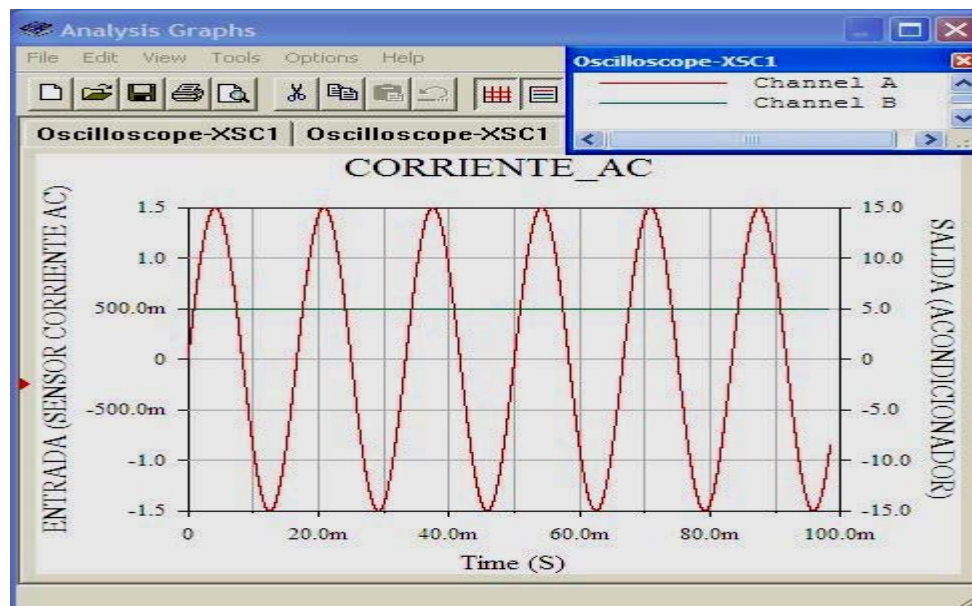 Analysis Graphs
File Edit View Tools Options Help
Oscilloscope-XSC1
Channel A
Channel B
Oscilloscope-XSC1 Oscilloscope-XSC1
CORRIENTE_AC
ENTRADA (SENSOR CORRIENTE AC)
1.5
1.0
500.0m
0
-500.0m
-1.0
-1.5
15.0
10.0
5.0
0
-5.0
-10.0
-15.0
SALIDA (ACONDICIONADOR)
0 20.0m 40.0m 60.0m 80.0m 100.0m
Time (S)